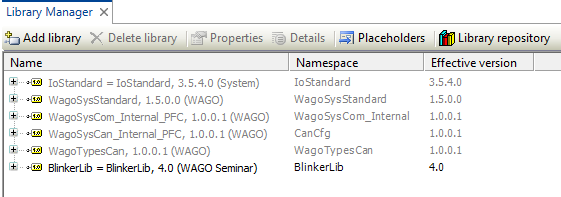 Library Manager
Add library Delete library Properties Details Placeholders Library repository
Name Namespace Effective version
IoStandard = IoStandard, 3.5.4.0 (System) IoStandard 3.5.4.0
WagoSysStandard, 1.5.0.0 (WAGO) WagoSysStandard 1.5.0.0
WagoSysCom_Internal_PFC, 1.0.0.1 (WAGO) WagoSysCom_Internal 1.0.0.1
WagoSysCan_Internal_PFC, 1.0.0.1 (WAGO) CanCfg 1.0.0.1
WagoTypesCan, 1.0.0.1 (WAGO) WagoTypesCan 1.0.0.1
BlinkerLib = BlinkerLib, 4.0 (WAGO Seminar) BlinkerLib 4.0